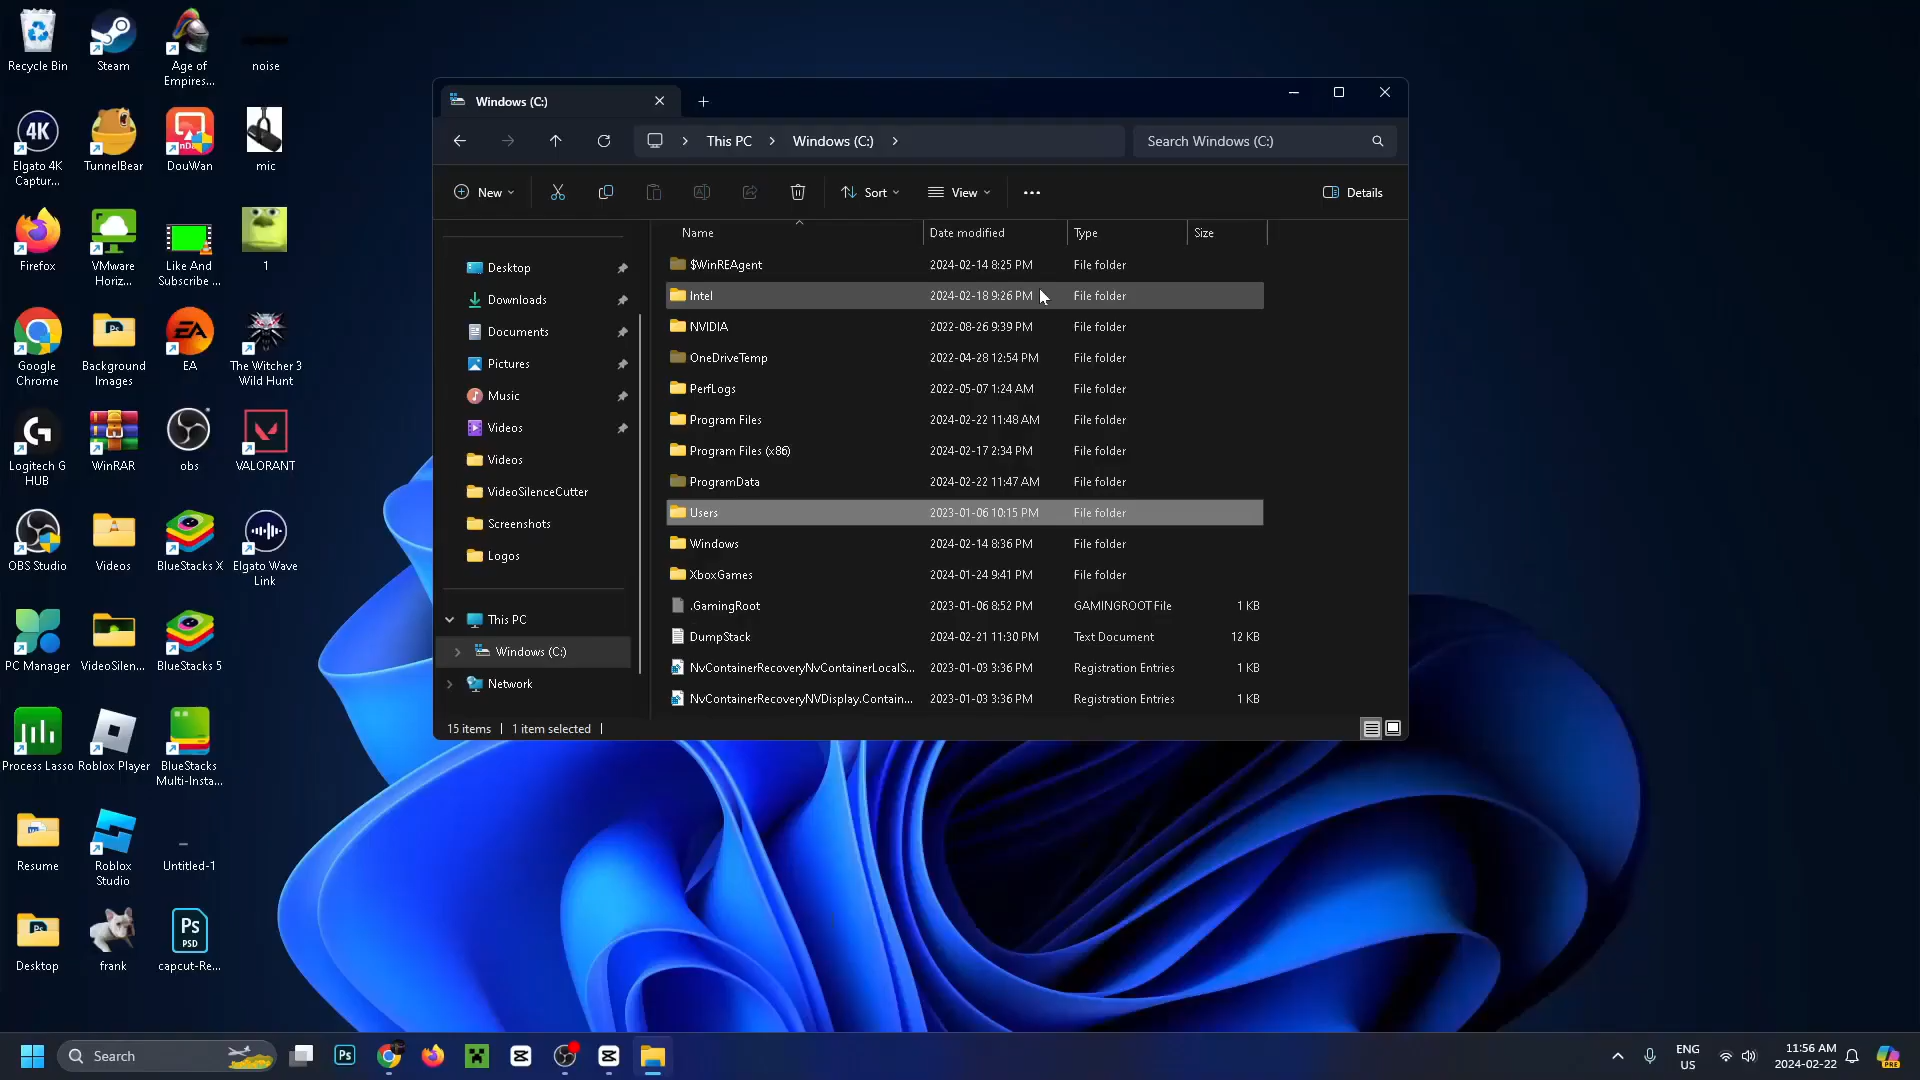 Recycle Bin
Steam
Age of
Empires...
noise
Elgato 4K
Captur...
TunnelBear
DouWan
mic
Firefox
VMware
Horiz...
Like And
Subscribe ...
1
Google
Chrome
Background
Images
EA
The Witcher 3
Wild Hunt
Logitech G
HUB
WinRAR
obs
VALORANT
OBS Studio
Videos
BlueStacks X
Elgato Wave
Link
PC Manager
VideoSilen...
BlueStacks 5
Process Lasso
Roblox Player
BlueStacks
Multi-Insta...
Resume
Roblox
Studio
Untitled-1
Desktop
frank
capcut-Re...
4K
EA
Ps
PSD
Windows (C:)
This PC
Windows (C:)
Search Windows (C:)
New
Sort
View
Details
Name
Date modified
Type
Size
Desktop
Downloads
Documents
Pictures
Music
Videos
Videos
VideoSilenceCutter
Screenshots
Logos
This PC
Windows (C:)
Network
$WinREAgent 2024-02-14 8:25 PM File folder
Intel 2024-02-18 9:26 PM File folder
NVIDIA 2022-08-26 9:39 PM File folder
OneDriveTemp 2022-04-28 12:54 PM File folder
PerfLogs 2022-05-07 1:24 AM File folder
Program Files 2024-02-22 11:48 AM File folder
Program Files (x86) 2024-02-17 2:34 PM File folder
ProgramData 2024-02-22 11:47 AM File folder
Users 2023-01-06 10:15 PM File folder
Windows 2024-02-14 8:36 PM File folder
XboxGames 2024-01-24 9:41 PM File folder
.GamingRoot 2023-01-06 8:52 PM GAMINGROOT File 1 KB
DumpStack 2024-02-21 11:30 PM Text Document 12 KB
NvContainerRecoveryNvContainerLocalS... 2023-01-03 3:36 PM Registration Entries 1 KB
NvContainerRecoveryNVDisplay.Contain... 2023-01-03 3:36 PM Registration Entries 1 KB
15 items
1 item selected
Search
Ps
ENG
US
11:56 AM
2024-02-22
PRE